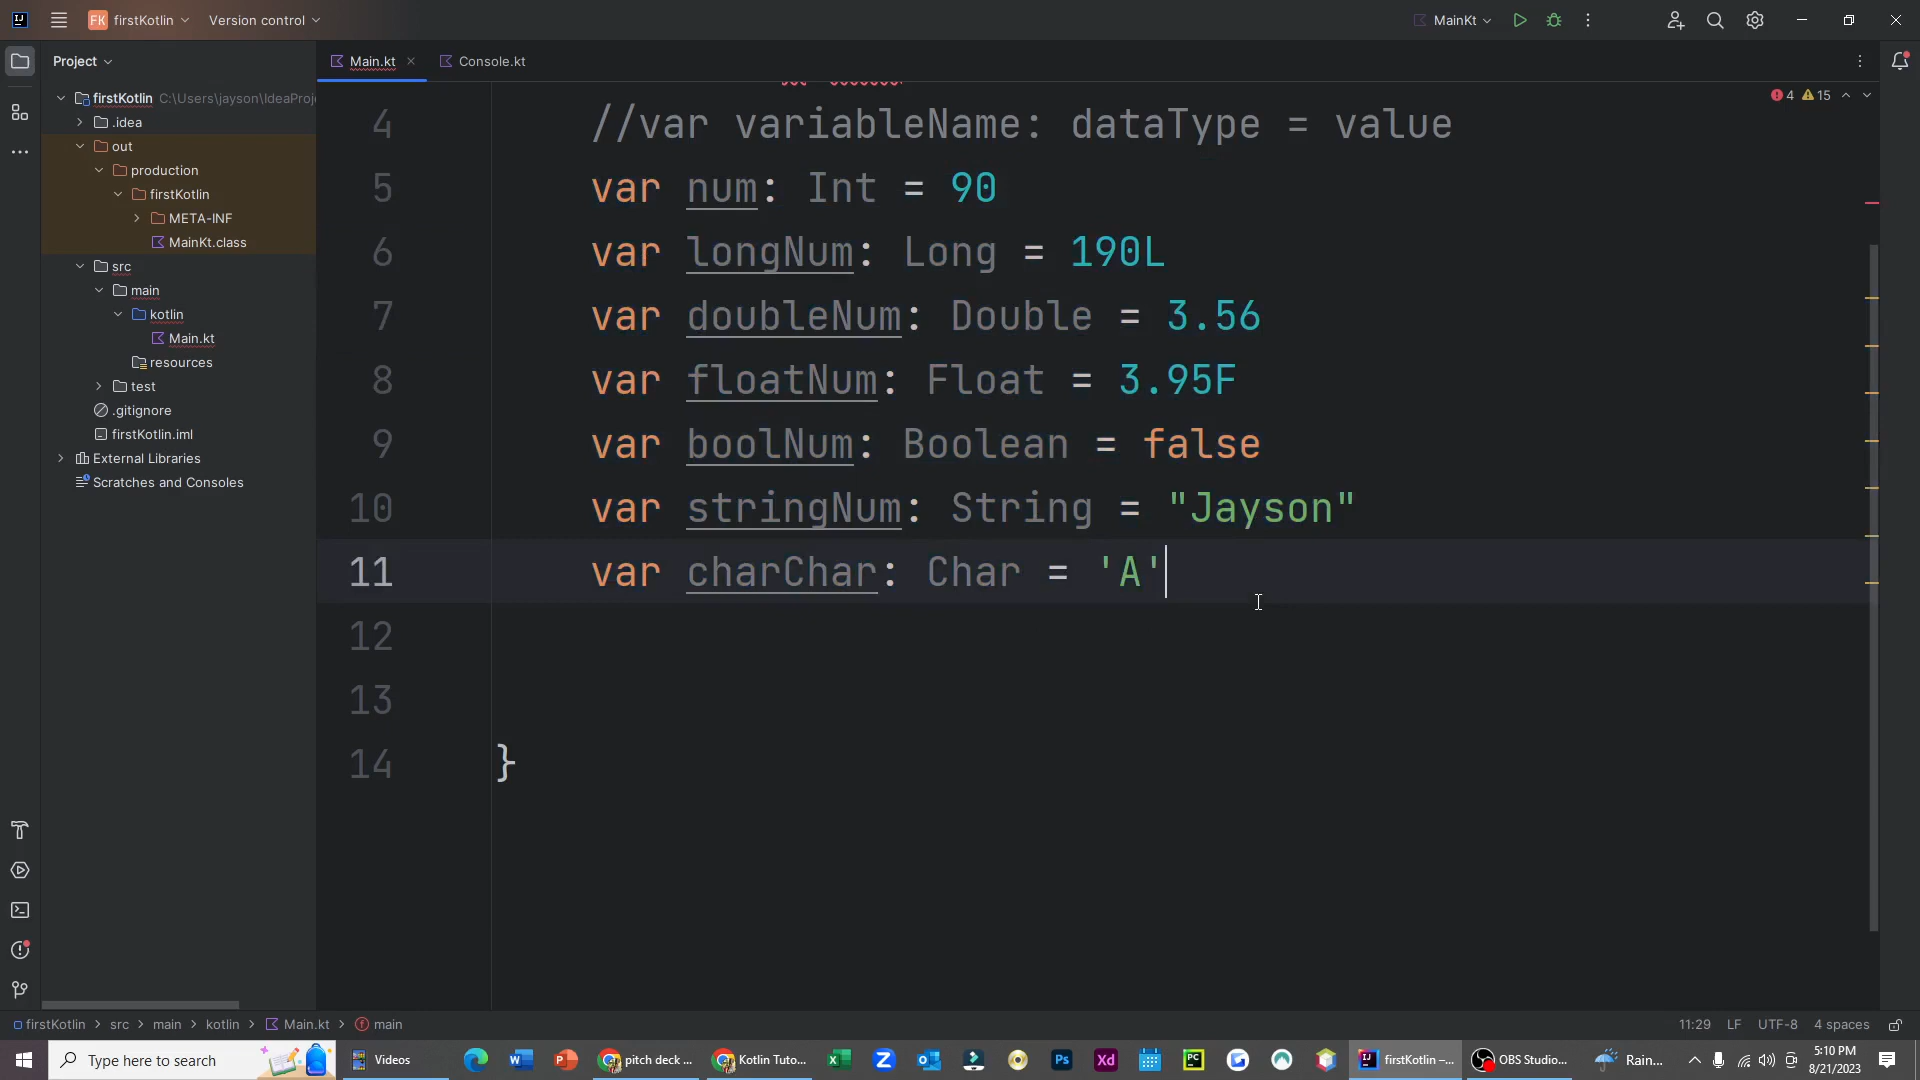 FK firstKotlin Version control MainKt
Project Main.kt Console.kt
firstKotlin C:\Users\jayson\IdeaProj
.idea
out
production
firstKotlin
META-INF
MainKt.class
src
main
kotlin
Main.kt
resources
test
.gitignore
firstKotlin.iml
External Libraries
Scratches and Consoles
4 15
4 //var variableName: dataType = value
5 var num: Int = 90
6 var longNum: Long = 190L
7 var doubleNum: Double = 3.56
8 var floatNum: Float = 3.95F
9 var boolNum: Boolean = false
10 var stringNum: String = "Jayson"
11 var charChar: Char = 'A'
12
13
14 }
firstKotlin > src > main > kotlin > Main.kt > main 11:29 LF UTF-8 4 spaces
Type here to search Videos pitch deck ... Kotlin Tuto... firstKotlin –... OBS Studio... Rain... 5:10 PM
8/21/2023